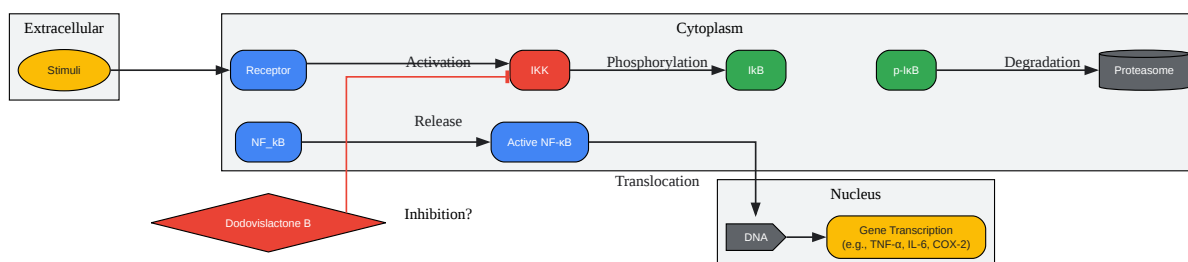 Extracellular
Cytoplasm
Stimuli
Receptor
Activation
IKK
Phosphorylation
IkB
p-IκB
Degradation
Proteasome
NF_kB
Release
Active NF-κB
Translocation
Nucleus
Dodovislactone B
Inhibition?
DNA
Gene Transcription
(e.g., TNF-α, IL-6, COX-2)